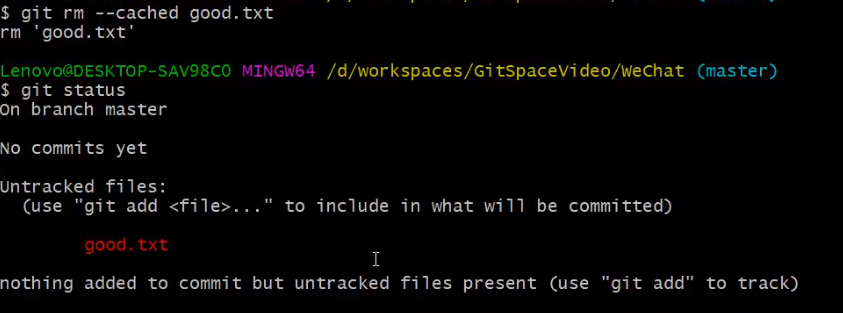 $ git rm --cached good.txt
rm 'good.txt'
Lenovo@DESKTOP-SAV98C0 MINGW64 /d/workspaces/GitSpaceVideo/WeChat (master)
$ git status
On branch master
No commits yet
Untracked files:
(use "git add <file>..." to include in what will be committed)
good.txt
nothing added to commit but untracked files present (use "git add" to track)